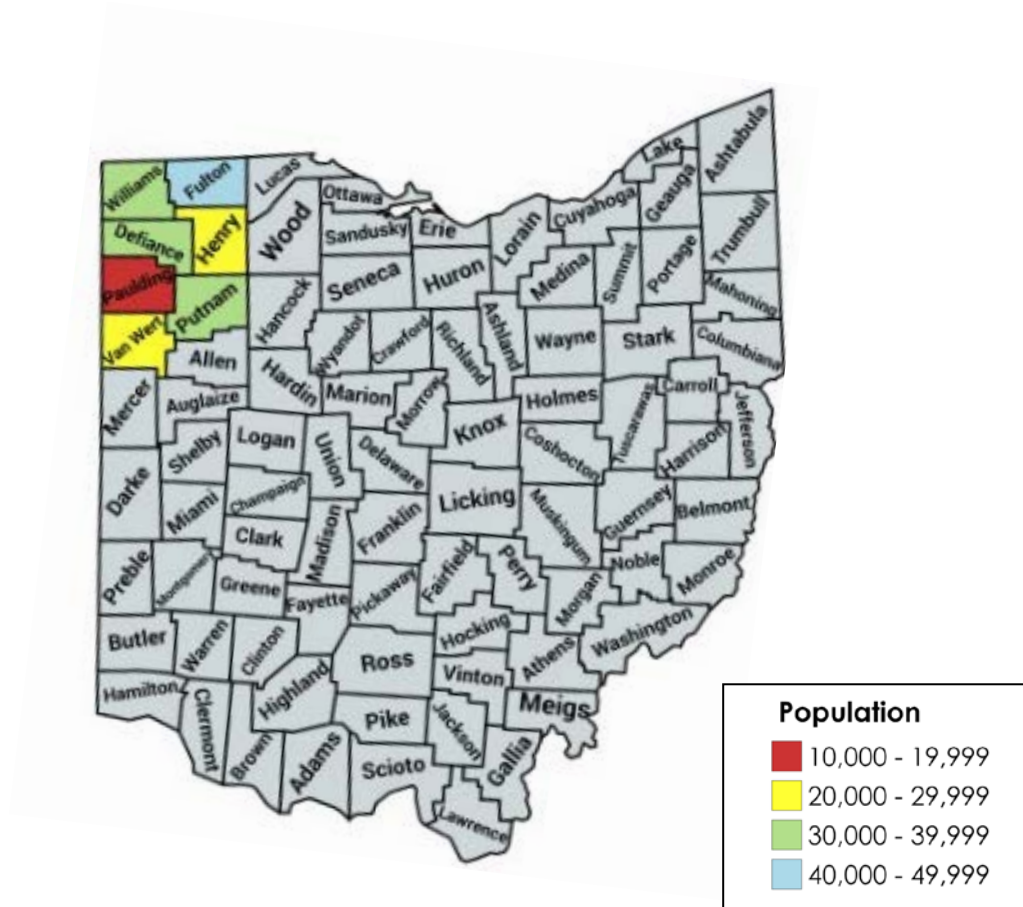 Lake
Ashtabula
Williams
Fulton
Lucas
Ottawa
Cuyahoga
Geauga
Defiance
Henry
Wood
Sandusky
Erie
Lorain
Trumbull
Paulding
Putnam
Seneca
Huron
Medina
Summit
Portage
Mahoning
Van Wert
Allen
Hancock
Wyandot
Crawford
Richland
Ashland
Wayne
Stark
Columbiana
Mercer
Auglaize
Hardin
Marion
Morrow
Knox
Holmes
Tuscarawas
Carroll
Jefferson
Shelby
Logan
Union
Delaware
Coshocton
Harrison
Darke
Miami
Champaign
Licking
Muskingum
Guernsey
Belmont
Clark
Madison
Franklin
Preble
Montgomery
Greene
Fayette
Pickaway
Fairfield
Perry
Morgan
Noble
Monroe
Butler
Warren
Clinton
Ross
Hocking
Athens
Washington
Vinton
Hamilton
Clermont
Highland
Pike
Jackson
Meigs
Brown
Adams
Scioto
Gallia
Lawrence
Population
10,000 - 19,999
20,000 - 29,999
30,000 - 39,999
40,000 - 49,999